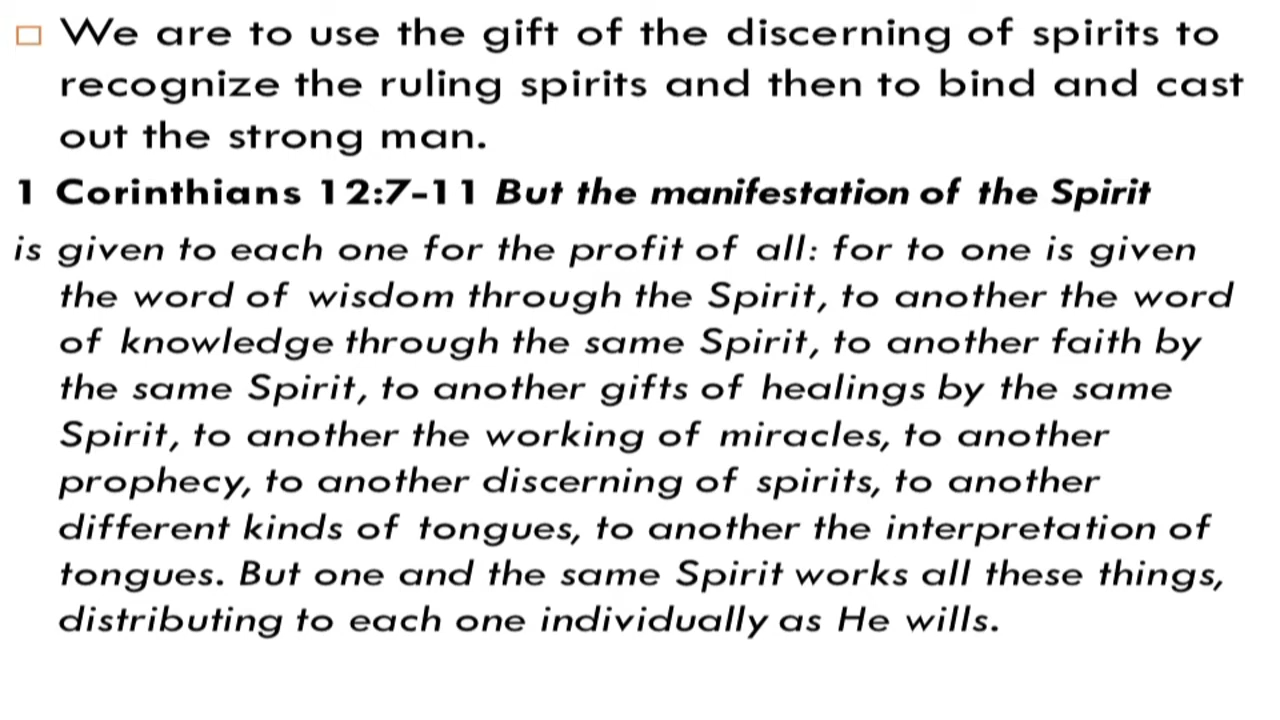 We are to use the gift of the discerning of spirits to
recognize the ruling spirits and then to bind and cast
out the strong man.
1 Corinthians 12:7-11 But the manifestation of the Spirit
is given to each one for the profit of all: for to one is given
the word of wisdom through the Spirit, to another the word
of knowledge through the same Spirit, to another faith by
the same Spirit, to another gifts of healings by the same
Spirit, to another the working of miracles, to another
prophecy, to another discerning of spirits, to another
different kinds of tongues, to another the interpretation of
tongues. But one and the same Spirit works all these things,
distributing to each one individually as He wills.